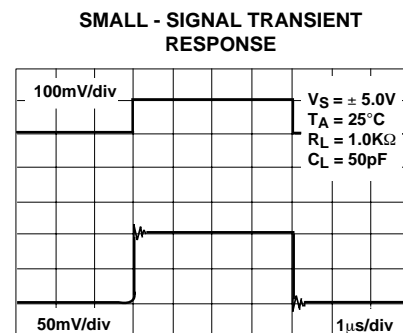 SMALL - SIGNAL TRANSIENT
RESPONSE
100mV/div
VS = ± 5.0V
TA = 25°C
RL = 1.0KΩ
CL = 50pF
50mV/div
1µs/div